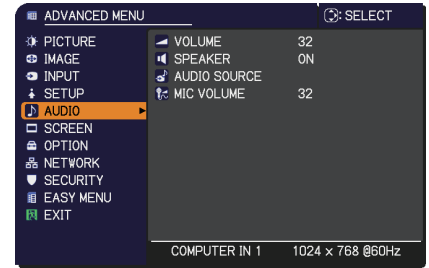 ADVANCED MENU : SELECT
PICTURE
IMAGE
INPUT
SETUP
AUDIO
SCREEN
OPTION
NETWORK
SECURITY
EASY MENU
EXIT
VOLUME 32
SPEAKER ON
AUDIO SOURCE
MIC VOLUME 32
COMPUTER IN 1 1024 x 768 @60Hz